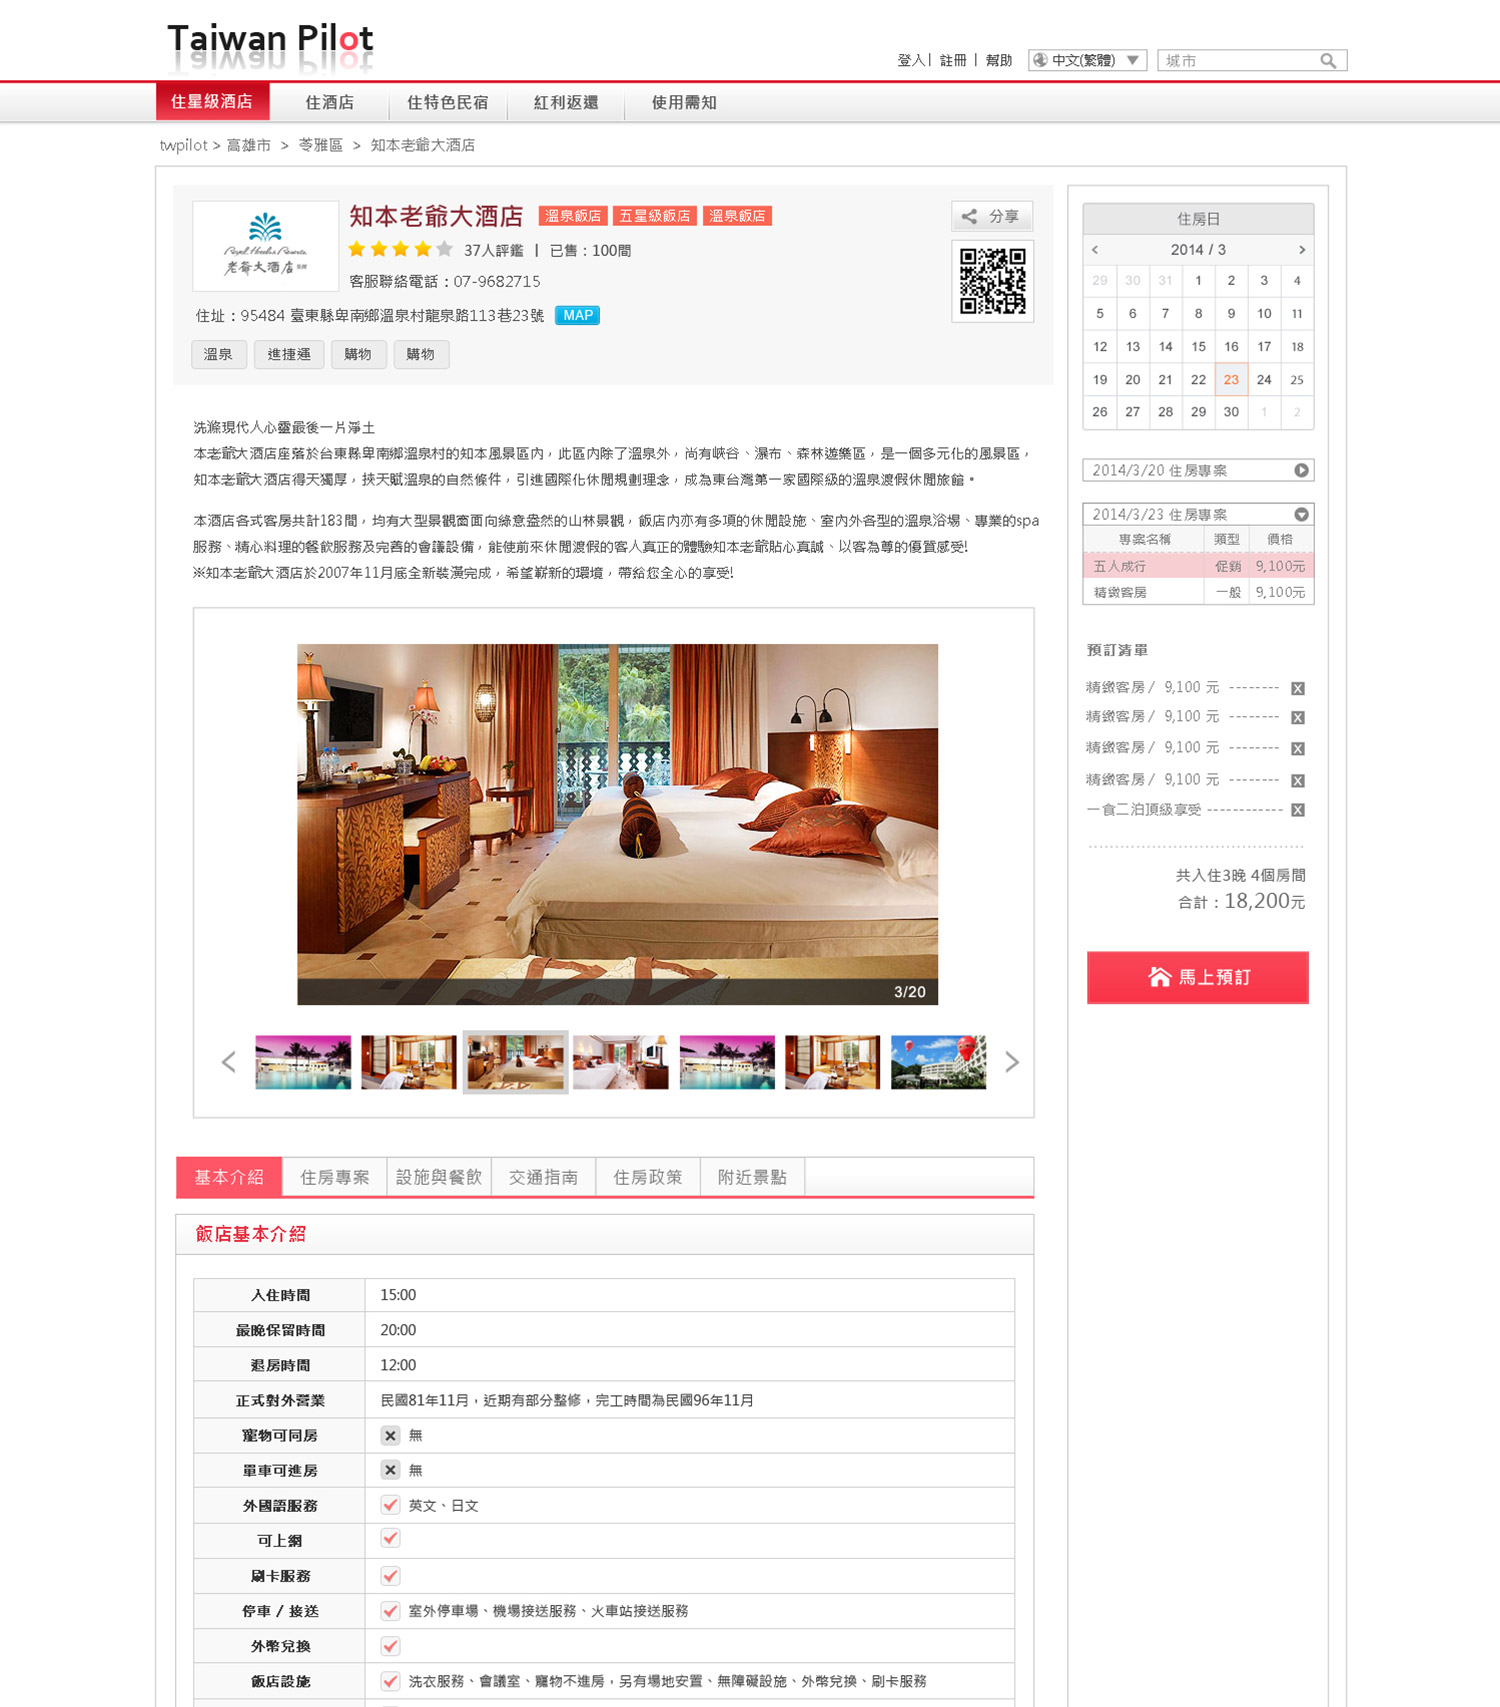 Taiwan Pilot
登入 | 註冊 | 幫助
中文(繁體)
城市
住星級酒店
住酒店
住特色民宿
紅利返還
使用需知
twpilot > 高雄市 > 苓雅區 > 知本老爺大酒店
Royal Hotels Resorts
老爺大酒店
知本老爺大酒店
溫泉飯店
五星級飯店
溫泉飯店
37人評鑑 | 已售：100間
客服聯絡電話：07-9682715
住址：95484 臺東縣卑南鄉溫泉村龍泉路113巷23號
MAP
溫泉
進捷運
購物
購物
分享
洗滌現代人心靈最後一片淨土
本老爺大酒店座落於台東縣卑南鄉溫泉村的知本風景區內，此區內除了溫泉外，尚有峽谷、瀑布、森林遊樂區，是一個多元化的風景區，
知本老爺大酒店得天獨厚，挾天賦溫泉的自然條件，引進國際化休閒規劃理念，成為東台灣第一家國際級的溫泉渡假休閒旅館。
本酒店各式客房共計183間，均有大型景觀窗面向綠意盎然的山林景觀，飯店內亦有多項的休閒設施、室內外各型的溫泉浴場、專業的spa
服務、精心料理的餐飲服務及完善的會議設備，能使前來休閒渡假的客人真正的體驗知本老爺貼心真誠、以客為尊的優質感受!
※知本老爺大酒店於2007年11月底全新裝潢完成，希望嶄新的環境，帶給您全心的享受!
3/20
基本介紹
住房專案
設施與餐飲
交通指南
住房政策
附近景點
飯店基本介紹
入住時間 15:00
最晚保留時間 20:00
退房時間 12:00
正式對外營業 民國81年11月，近期有部分整修，完工時間為民國96年11月
寵物可同房 無
單車可進房 無
外國語服務 英文、日文
可上網
刷卡服務
停車 / 接送 室外停車場、機場接送服務、火車站接送服務
外幣兌換
飯店設施 洗衣服務、會議室、寵物不進房，另有場地安置、無障礙設施、外幣兌換、刷卡服務
住房日
< 2014 / 3 >
29 30 31 1 2 3 4
5 6 7 8 9 10 11
12 13 14 15 16 17 18
19 20 21 22 23 24 25
26 27 28 29 30 1 2
2014/3/20 住房專案
2014/3/23 住房專案
專案名稱 類型 價格
五人成行 促銷 9,100元
精緻客房 一般 9,100元
預訂清單
精緻客房 / 9,100 元 -------- X
精緻客房 / 9,100 元 -------- X
精緻客房 / 9,100 元 -------- X
精緻客房 / 9,100 元 -------- X
一食二泊頂級享受 ------------ X
共入住3晚 4個房間
合計：18,200元
馬上預訂